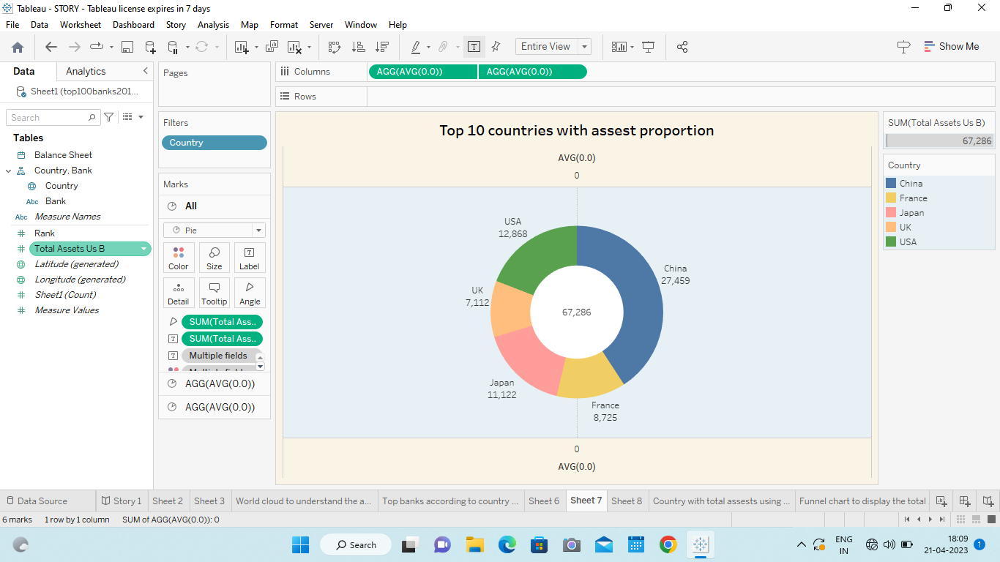 Tableau - STORY - Tableau license expires in 7 days
File Data Worksheet Dashboard Story Analysis Map Format Server Window Help
Entire View
Show Me
Data Analytics
Sheet1 (top100banks201...
Search
Tables
Balance Sheet
Country, Bank
Country
Abc Bank
Abc Measure Names
Rank
Total Assets Us B
Latitude (generated)
Longitude (generated)
Sheet1 (Count)
Measure Values
Pages
Filters
Country
Marks
All
Pie
Color Size Label
Detail Tooltip Angle
SUM(Total Ass..
SUM(Total Ass..
Multiple fields
AGG(AVG(0.0))
AGG(AVG(0.0))
Columns AGG(AVG(0.0)) AGG(AVG(0.0))
Rows
Top 10 countries with assest proportion
AVG(0.0)
0
USA
12,868
China
27,459
UK
7,112
67,286
Japan
11,122
France
8,725
0
AVG(0.0)
SUM(Total Assets Us B)
67,286
Country
China
France
Japan
UK
USA
Data Source Story 1 Sheet 2 Sheet 3 World cloud to understand the a... Top banks according to country ... Sheet 6 Sheet 7 Sheet 8 Country with total assests using ... Funnel chart to display the total
6 marks 1 row by 1 column SUM of AGG(AVG(0.0)): 0
Search
ENG
IN
18:09
21-04-2023
1